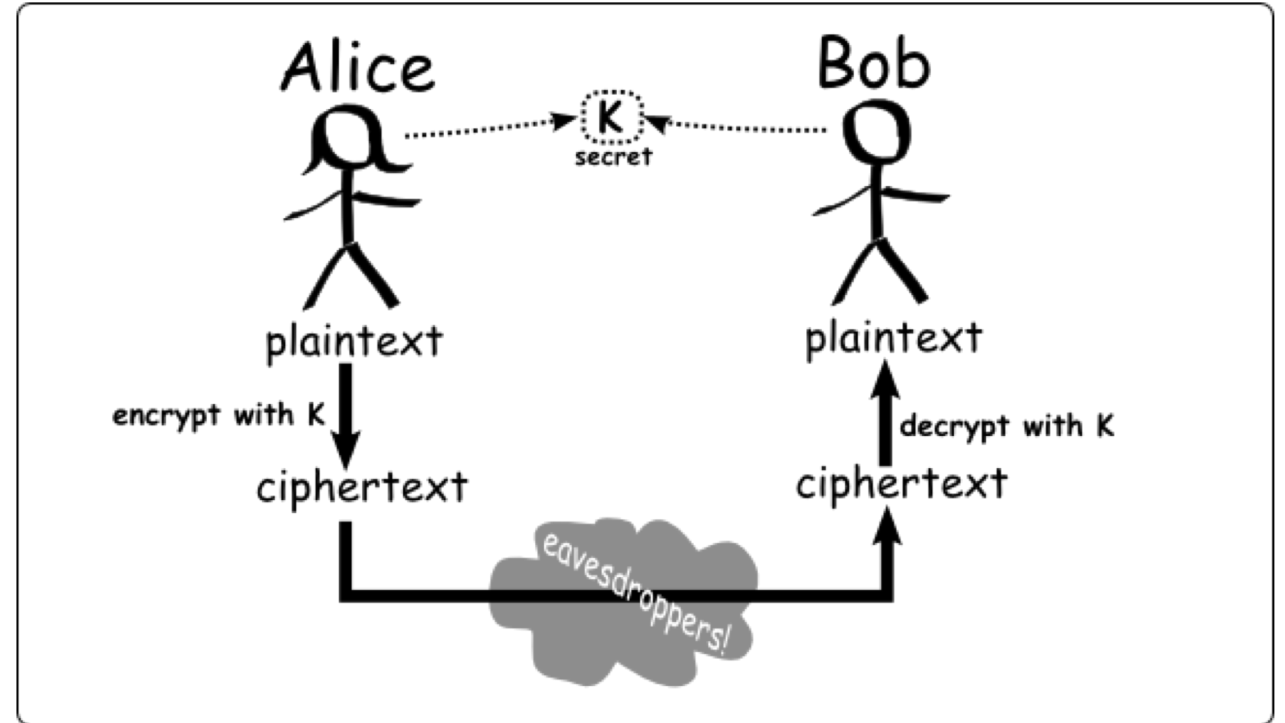 Alice
Bob
K
secret
plaintext
plaintext
encrypt with K
decrypt with K
ciphertext
ciphertext
eavesdroppers!